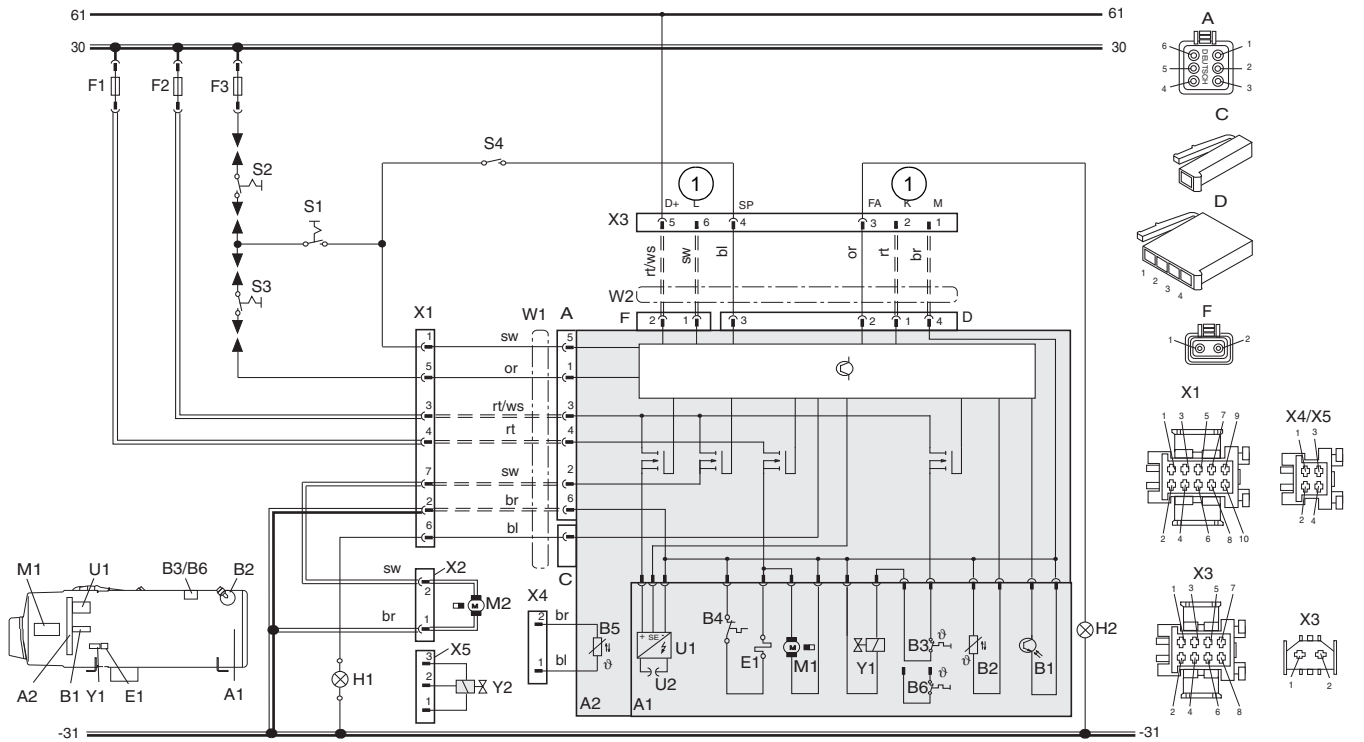 61
61
30
30
F1
F2
F3
S2
S1
S3
S4
1
1
D+
L
SP
FA
K
M
X3
5
6
4
3
2
1
rt/ws
sw
bl
or
rt
br
W2
F
2
1
3
2
1
4
D
X1
W1
A
1
sw
5
5
or
1
3
rt/ws
3
4
rt
4
7
sw
2
2
br
6
6
bl
C
sw
X2
2
br
1
M
M2
X5
3
2
1
Y2
H1
X4
2
br
1
bl
B5
ϑ
A2
A1
+ SE -
U1
U2
B4
E1
M
M1
Y1
B3
ϑ
B6
ϑ
ϑ
B2
B1
H2
-31
-31
M1
U1
B3/B6
B2
A2
B1
Y1
E1
A1
A
DEUTSCH
6
1
5
2
4
3
C
D
1
2
3
4
F
1
2
X1
1
3
5
7
9
2
4
6
8
10
X4/X5
1
3
2
4
X3
1
3
5
7
2
4
6
8
X3
1
2